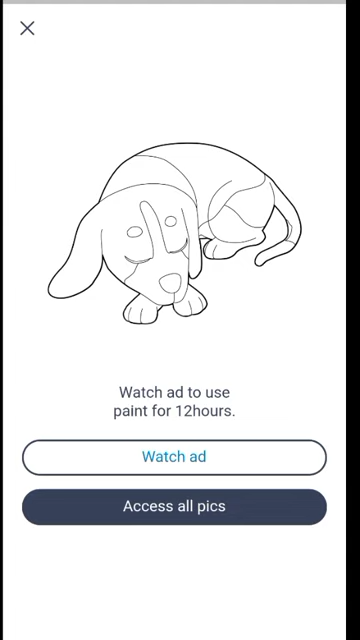 Watch ad to use
paint for 12hours.
Watch ad
Access all pics